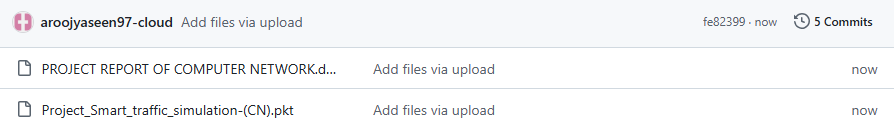 aroojyaseen97-cloud Add files via upload fe82399 · now 5 Commits
PROJECT REPORT OF COMPUTER NETWORK.d... Add files via upload now
Project_Smart_traffic_simulation-(CN).pkt Add files via upload now